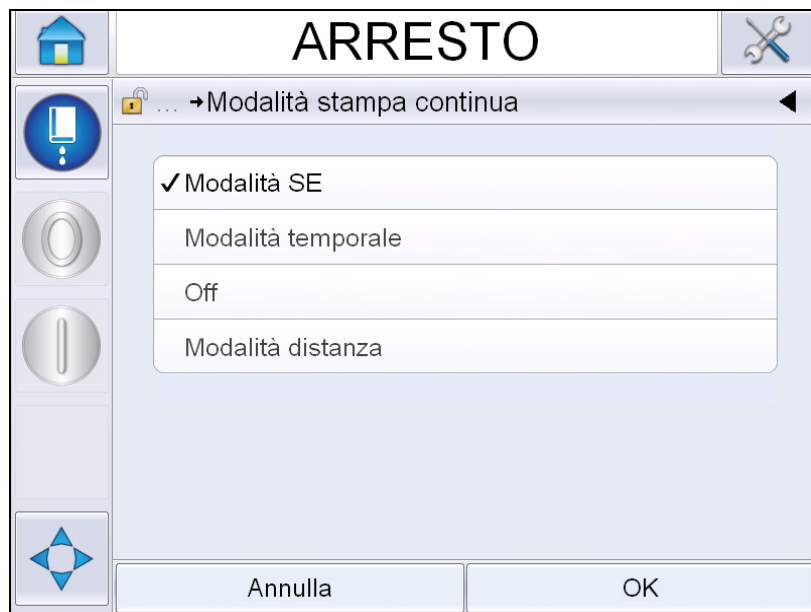 ARRESTO
... →Modalità stampa continua
✓Modalità SE
Modalità temporale
Off
Modalità distanza
Annulla
OK